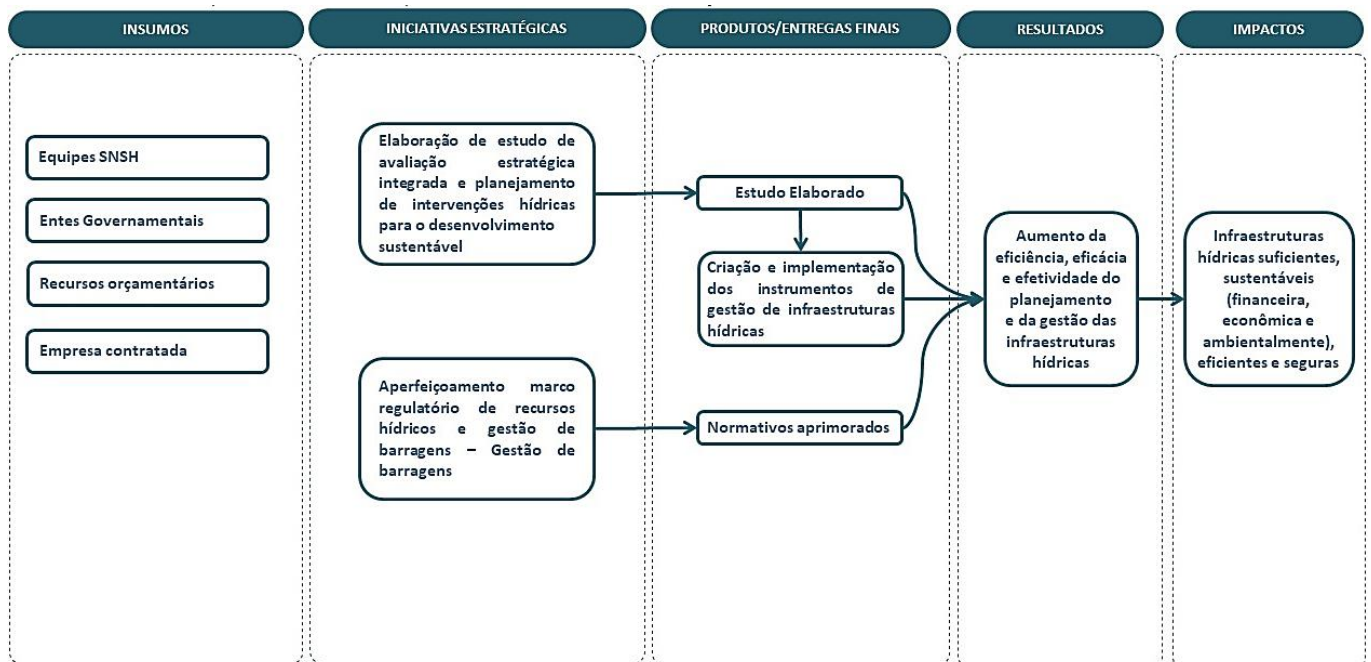 INSUMOS
INICIATIVAS ESTRATÉGICAS
PRODUTOS/ENTREGAS FINAIS
RESULTADOS
IMPACTOS
Equipes SNSH
Entes Governamentais
Recursos orçamentários
Empresa contratada
Elaboração de estudo de
avaliação estratégica
integrada e planejamento
de intervenções hídricas
para o desenvolvimento
sustentável
Aperfeiçoamento marco
regulatório de recursos
hídricos e gestão de
barragens – Gestão de
barragens
Estudo Elaborado
Criação e implementação
dos instrumentos de
gestão de infraestruturas
hídricas
Normativos aprimorados
Aumento da
eficiência, eficácia
e efetividade do
planejamento
e da gestão das
infraestruturas
hídricas
Infraestruturas
hídricas suficientes,
sustentáveis
(financeira,
econômica e
ambientalmente),
eficientes e seguras